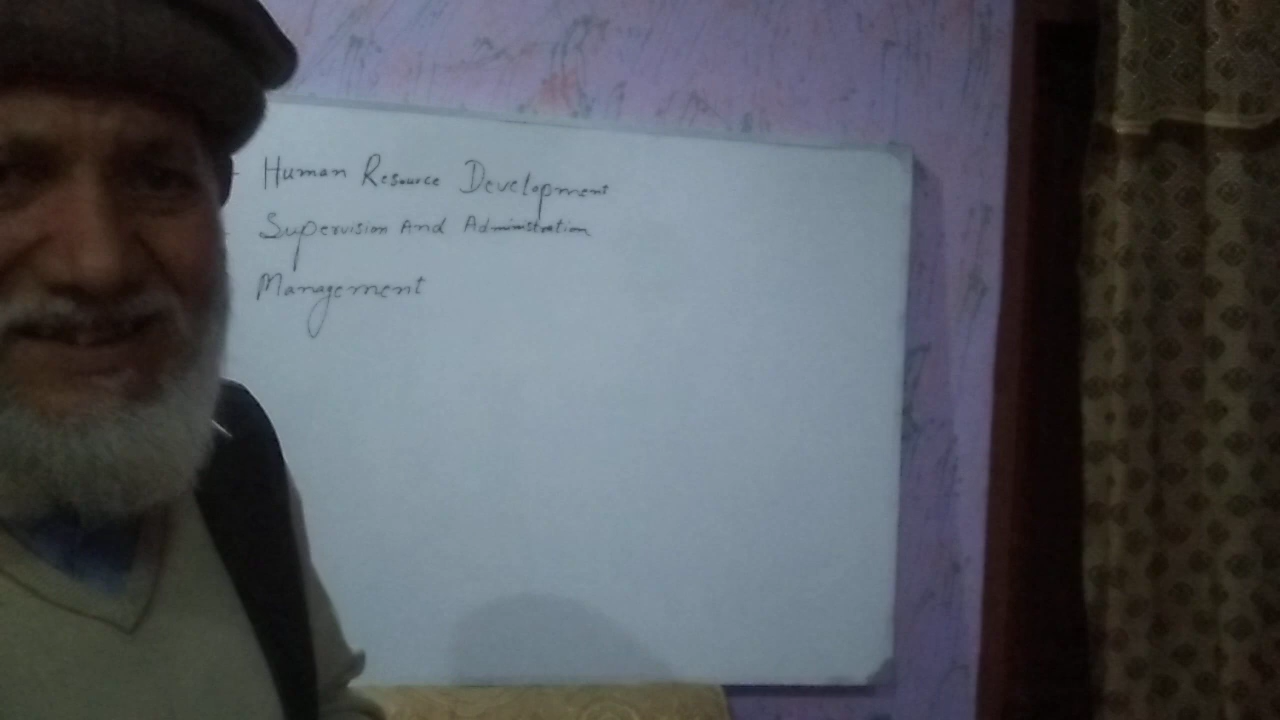 Human Resource Development
Supervision And Administration
Management